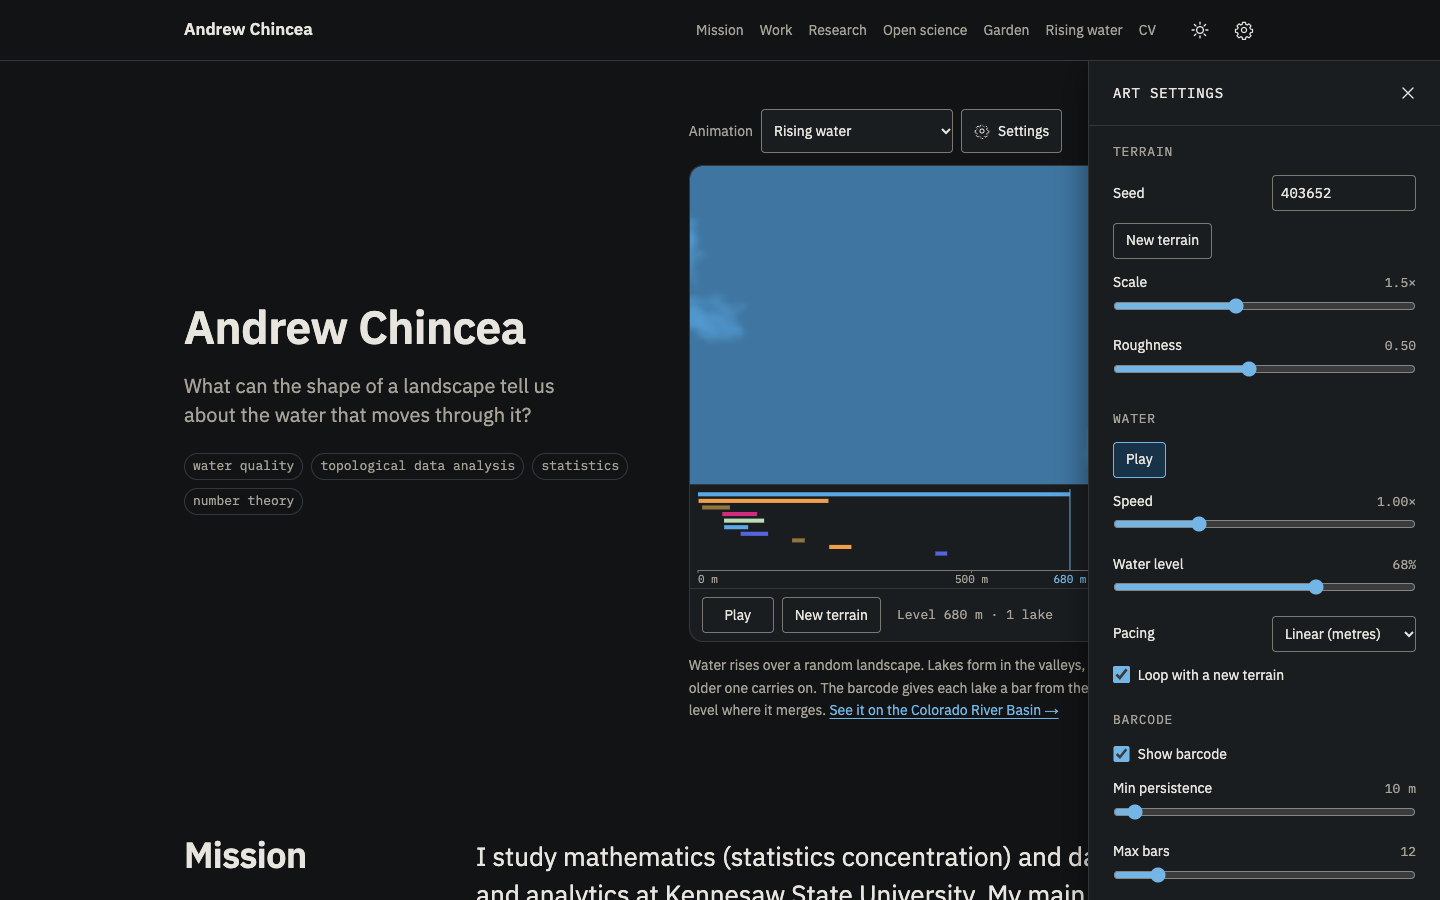 Andrew Chincea
Mission Work Research Open science Garden Rising water CV
ART SETTINGS
Animation Rising water Settings
TERRAIN
Seed 403652
New terrain
Scale 1.5×
Roughness 0.50
Andrew Chincea
What can the shape of a landscape tell us
about the water that moves through it?
water quality topological data analysis statistics
number theory
WATER
Play
Speed 1.00×
Water level 68%
Pacing Linear (metres)
Loop with a new terrain
0 m 500 m 680 m
Play New terrain Level 680 m · 1 lake
Water rises over a random landscape. Lakes form in the valleys,
older one carries on. The barcode gives each lake a bar from the
level where it merges. See it on the Colorado River Basin →
BARCODE
Show barcode
Min persistence 10 m
Max bars 12
Mission
I study mathematics (statistics concentration) and
and analytics at Kennesaw State University. My main